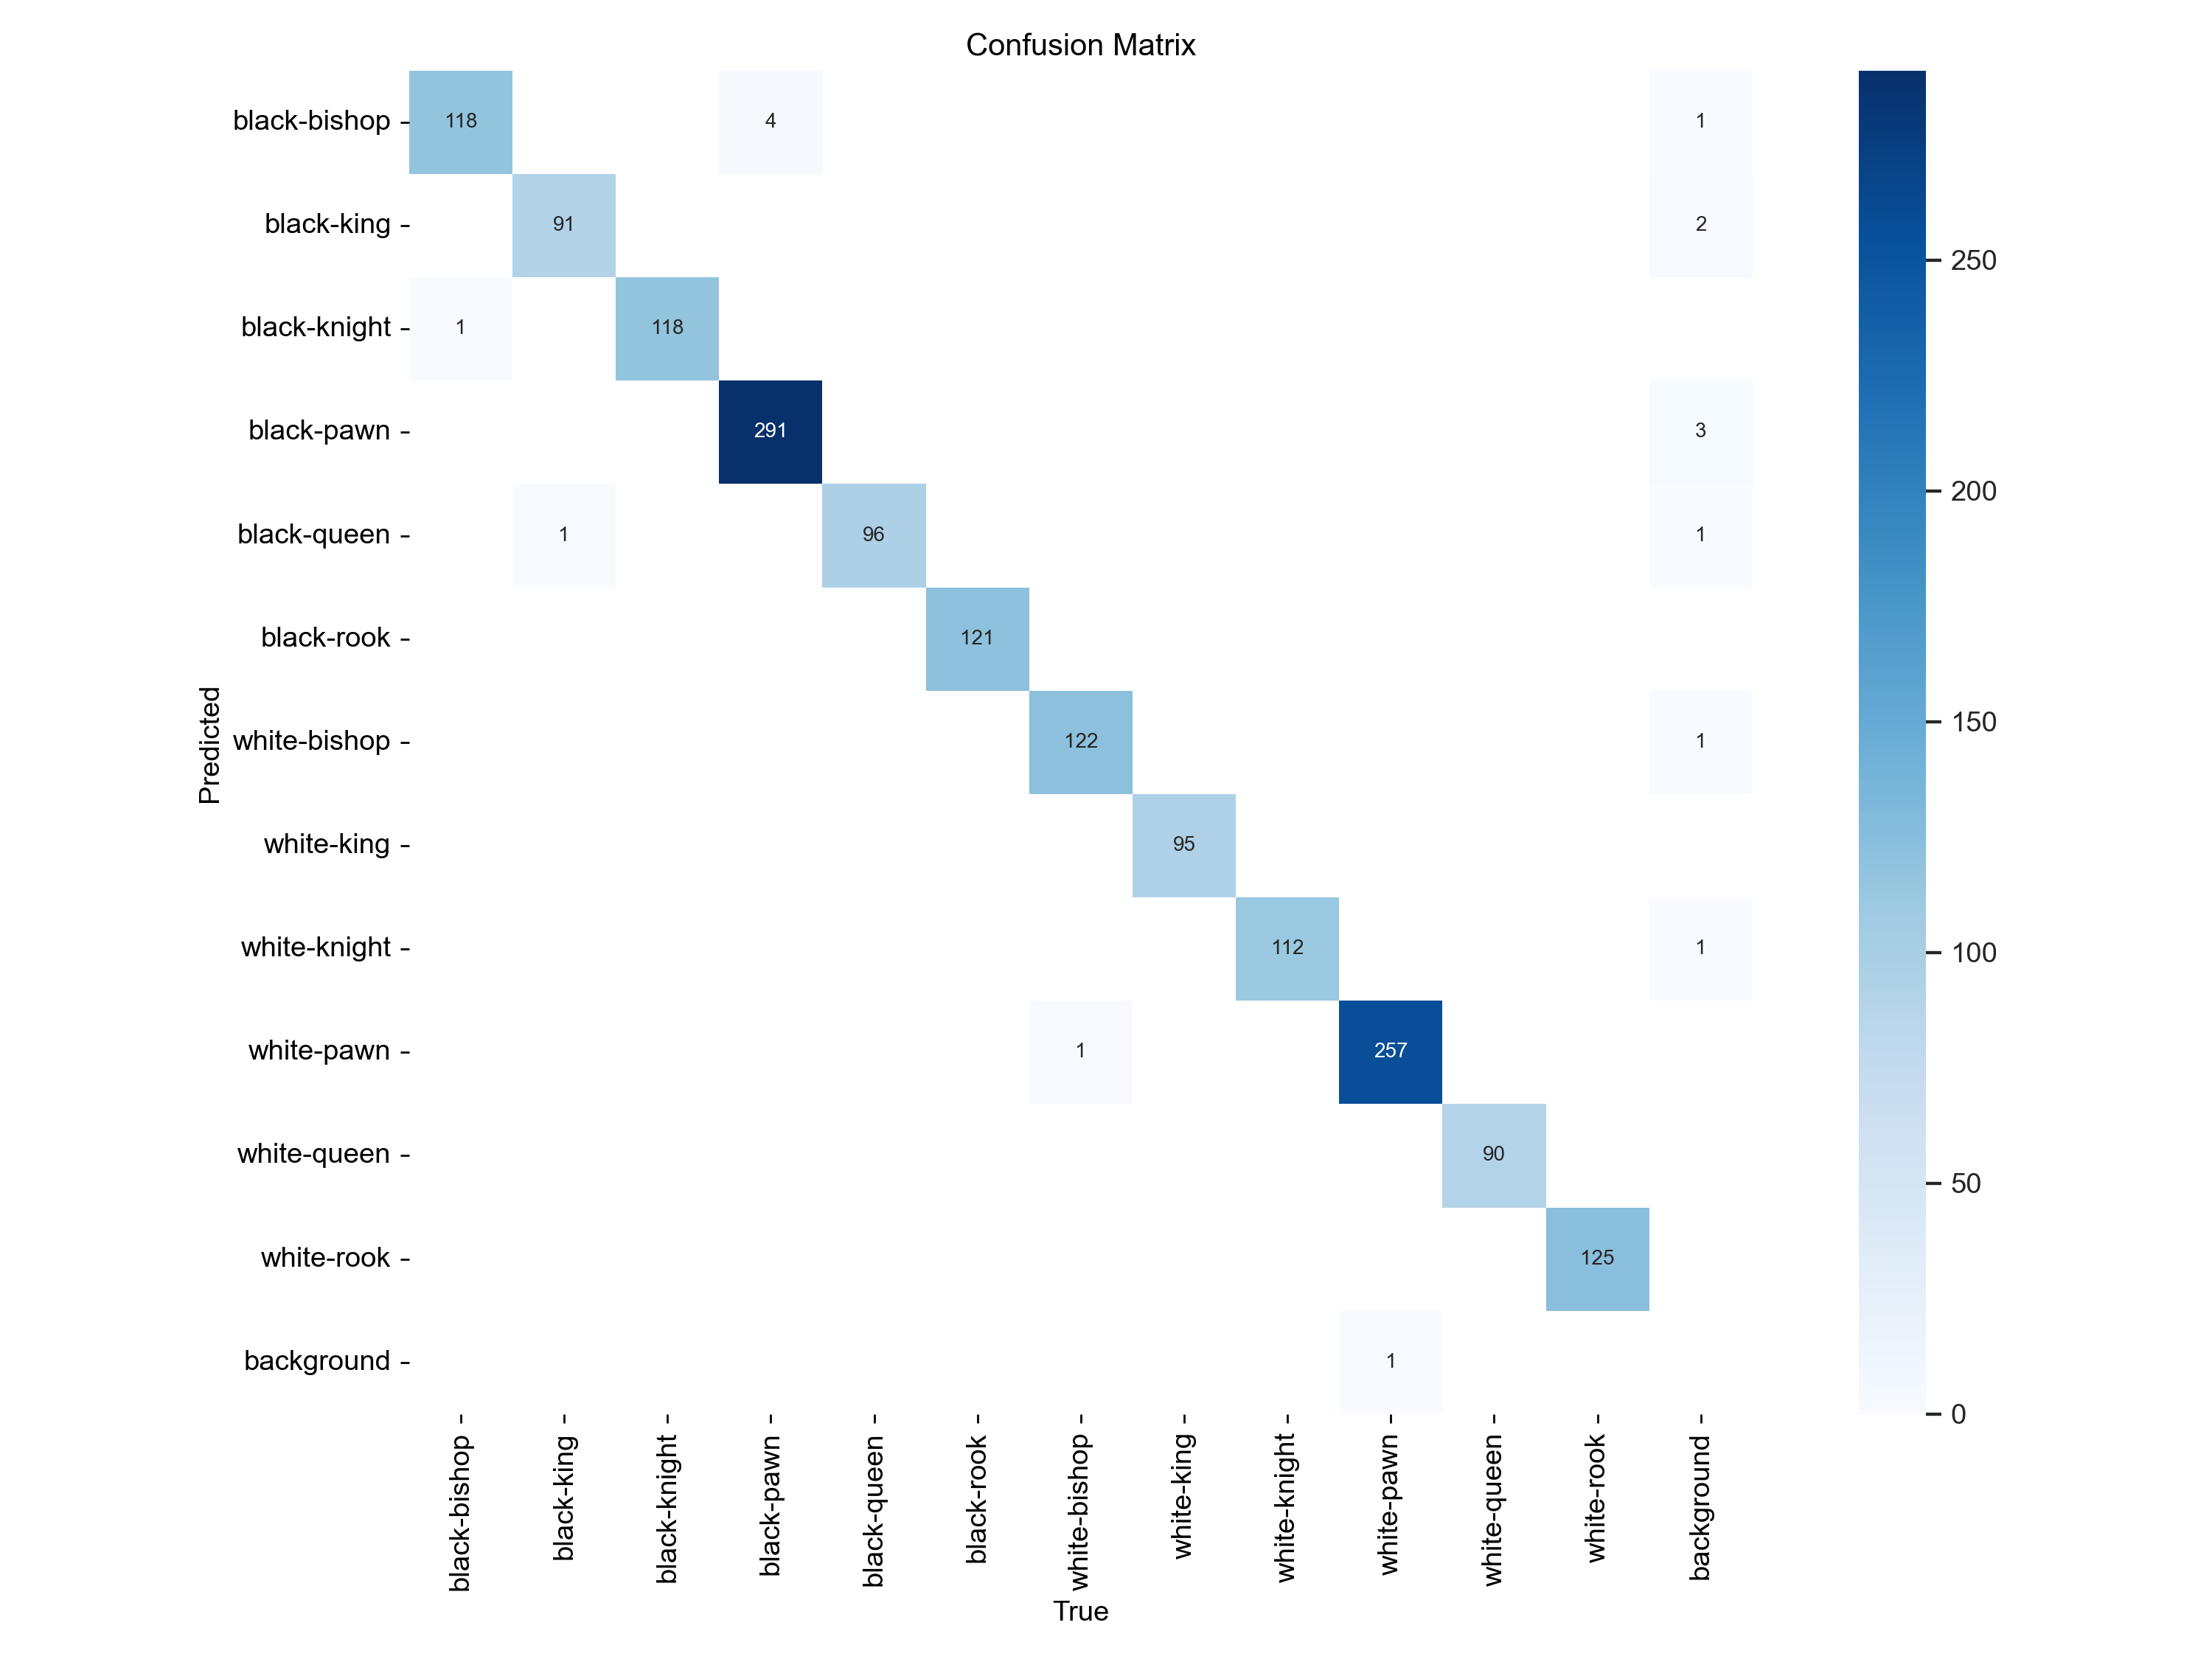 Confusion Matrix
black-bishop 118 4 1
black-king 91 2
black-knight 1 118
black-pawn 291 3
black-queen 1 96 1
black-rook 121
white-bishop 122 1
white-king 95
white-knight 112 1
white-pawn 1 257
white-queen 90
white-rook 125
background 1
Predicted
black-bishop
black-king
black-knight
black-pawn
black-queen
black-rook
white-bishop
white-king
white-knight
white-pawn
white-queen
white-rook
background
True
250
200
150
100
50
0